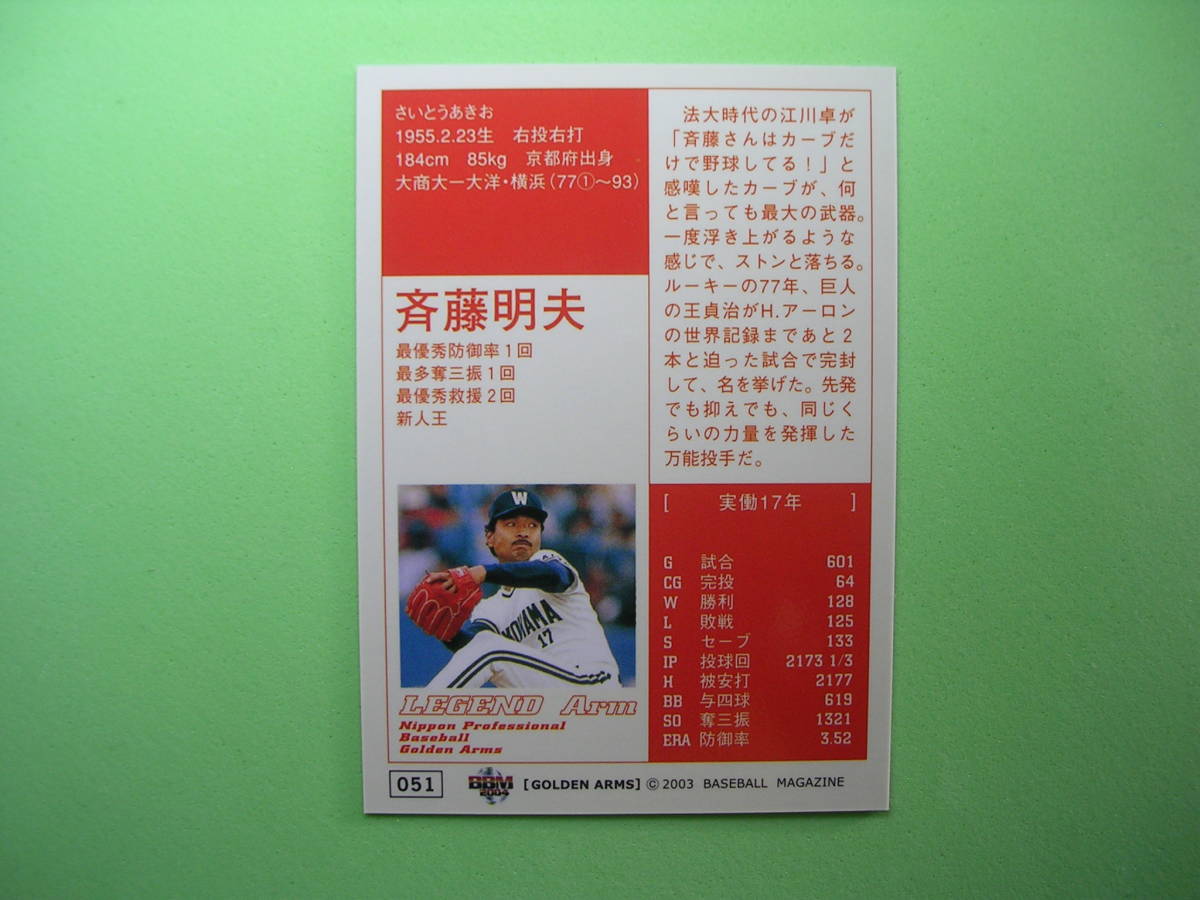 さいとうあきお
1955.2.23生 右投右打
184cm 85kg 京都府出身
大商大ー大洋・横浜(77①〜93)
斉藤明夫
最優秀防御率1回
最多奪三振1回
最優秀救援2回
新人王
法大時代の江川卓が
「斉藤さんはカーブだ
けで野球してる!」と
感嘆したカーブが、何
と言っても最大の武器。
一度浮き上がるような
感じで、ストンと落ちる。
ルーキーの77年、巨人
の王貞治がH.アーロン
の世界記録まであと2
本と迫った試合で完封
して、名を挙げた。先発
でも抑えでも、同じく
らいの力量を発揮した
万能投手だ。
[ 実働17年 ]
G 試合 601
CG 完投 64
W 勝利 128
L 敗戦 125
S セーブ 133
IP 投球回 2173 1/3
H 被安打 2177
BB 与四球 619
SO 奪三振 1321
ERA 防御率 3.52
W
KOHAMA
17
LEGEND Arm
Nippon Professional
Baseball
Golden Arms
051 BBM 2004 [GOLDEN ARMS] © 2003 BASEBALL MAGAZINE